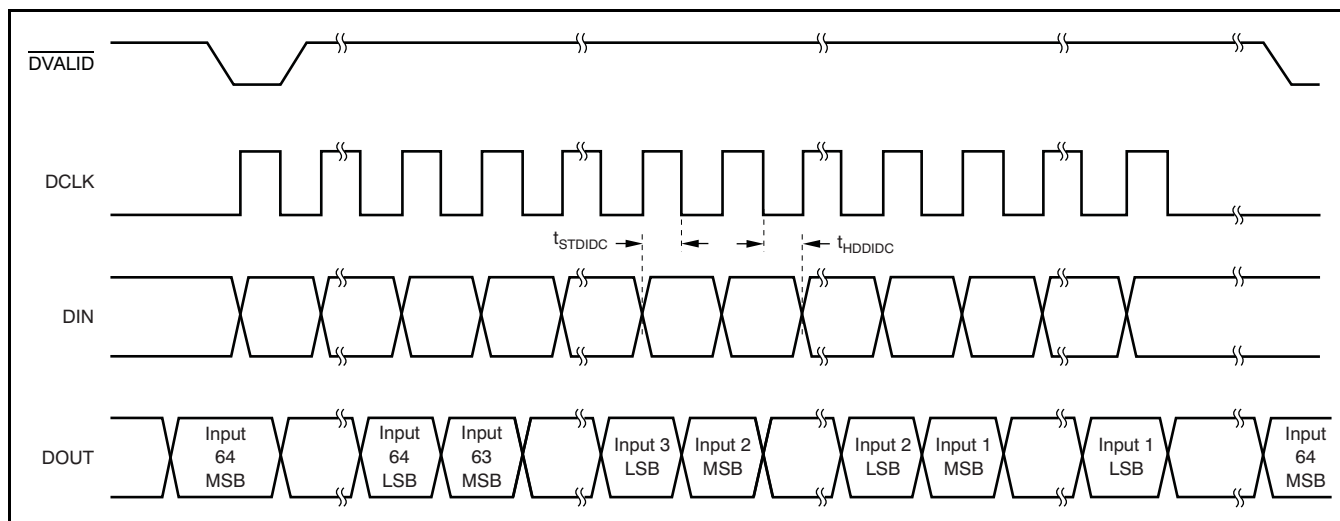 DVALID
DCLK
tSTDIDC
tHDDIDC
DIN
DOUT
Input
64
MSB
Input
64
LSB
Input
63
MSB
Input 3
LSB
Input 2
MSB
Input 2
LSB
Input 1
MSB
Input 1
LSB
Input
64
MSB